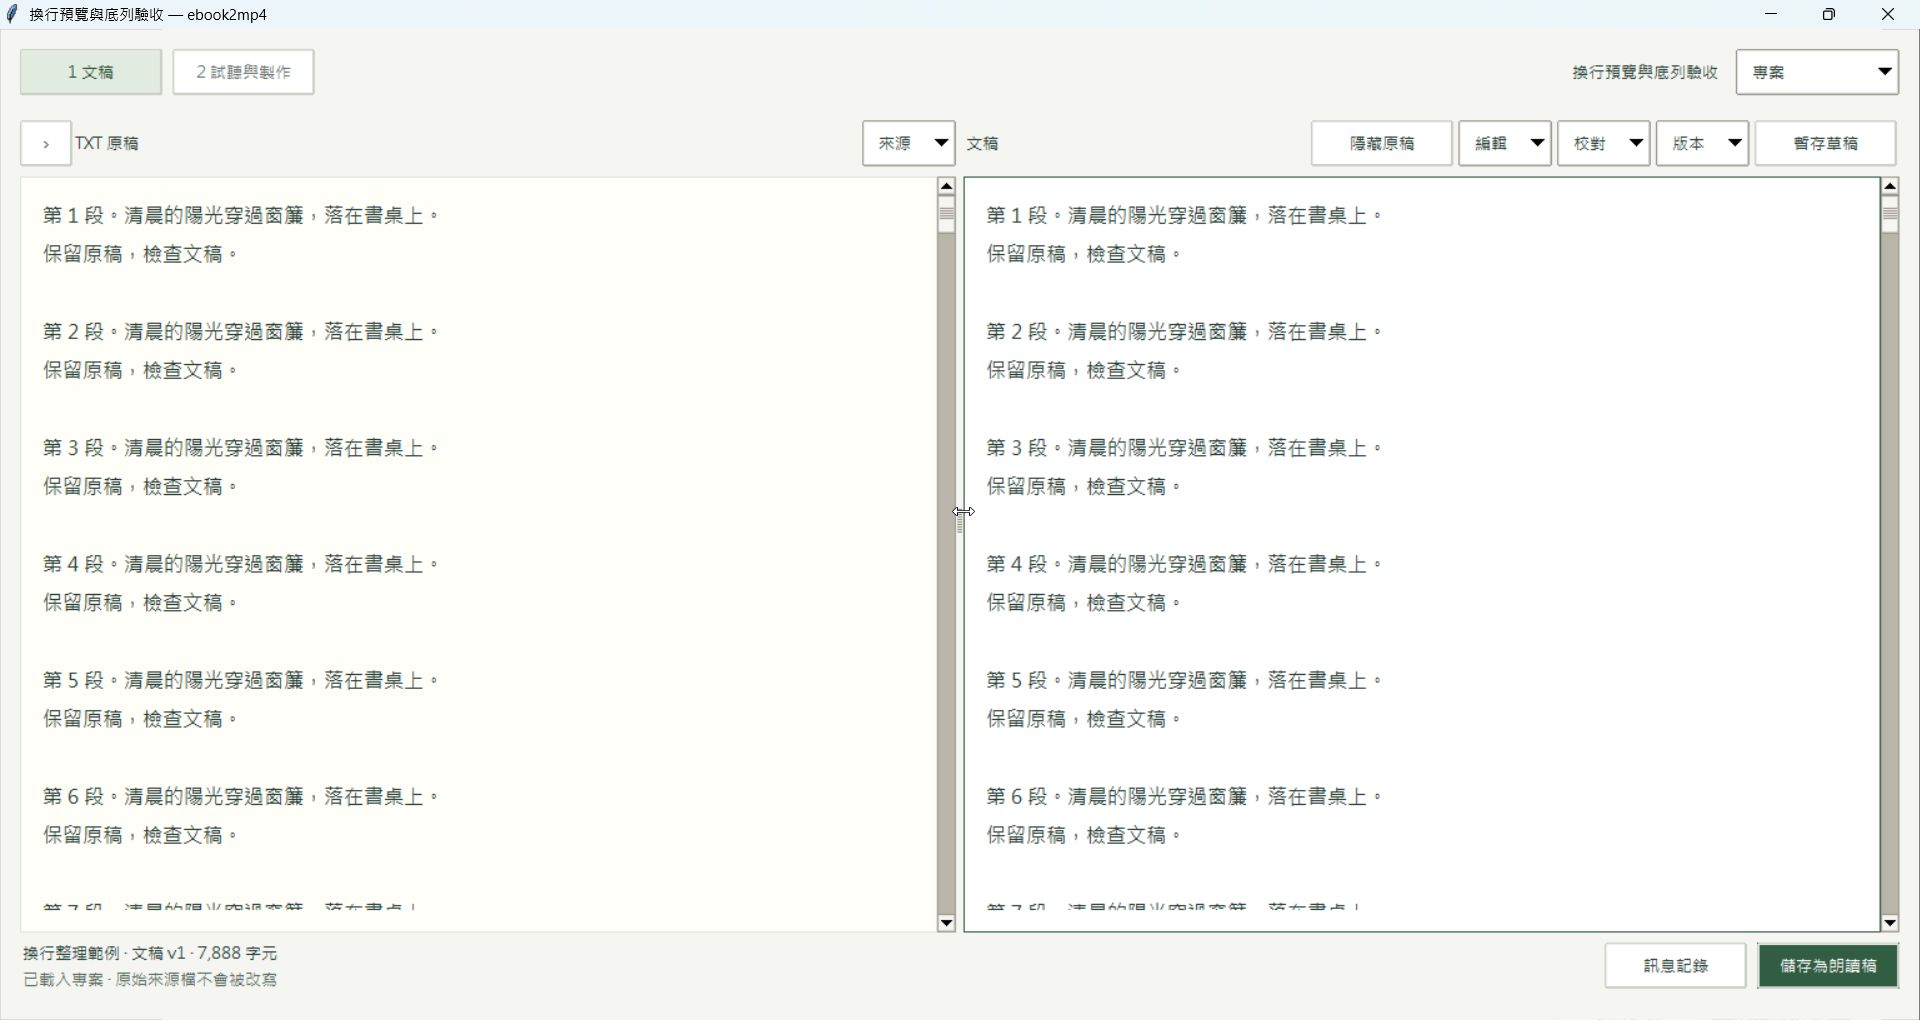 換行預覽與底列驗收 — ebook2mp4
1 文稿
2 試聽與製作
換行預覽與底列驗收
專案
› TXT 原稿
來源
文稿
隱藏原稿
編輯
校對
版本
暫存草稿
第 1 段。清晨的陽光穿過窗簾，落在書桌上。
保留原稿，檢查文稿。
第 2 段。清晨的陽光穿過窗簾，落在書桌上。
保留原稿，檢查文稿。
第 3 段。清晨的陽光穿過窗簾，落在書桌上。
保留原稿，檢查文稿。
第 4 段。清晨的陽光穿過窗簾，落在書桌上。
保留原稿，檢查文稿。
第 5 段。清晨的陽光穿過窗簾，落在書桌上。
保留原稿，檢查文稿。
第 6 段。清晨的陽光穿過窗簾，落在書桌上。
保留原稿，檢查文稿。
第 1 段。清晨的陽光穿過窗簾，落在書桌上。
保留原稿，檢查文稿。
第 2 段。清晨的陽光穿過窗簾，落在書桌上。
保留原稿，檢查文稿。
第 3 段。清晨的陽光穿過窗簾，落在書桌上。
保留原稿，檢查文稿。
第 4 段。清晨的陽光穿過窗簾，落在書桌上。
保留原稿，檢查文稿。
第 5 段。清晨的陽光穿過窗簾，落在書桌上。
保留原稿，檢查文稿。
第 6 段。清晨的陽光穿過窗簾，落在書桌上。
保留原稿，檢查文稿。
換行整理範例 · 文稿 v1 · 7,888 字元
已載入專案 · 原始來源檔不會被改寫
訊息記錄
儲存為朗讀稿